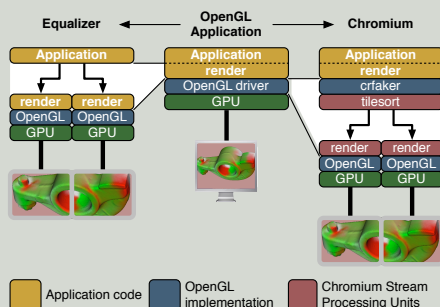 Equalizer
OpenGL
Application
Chromium
Application
render
render
OpenGL
OpenGL
GPU
GPU
Application
render
OpenGL driver
GPU
Application
render
crfaker
tilesort
render
render
OpenGL
OpenGL
GPU
GPU
Application code
OpenGL
implementation
Chromium Stream
Processing Units